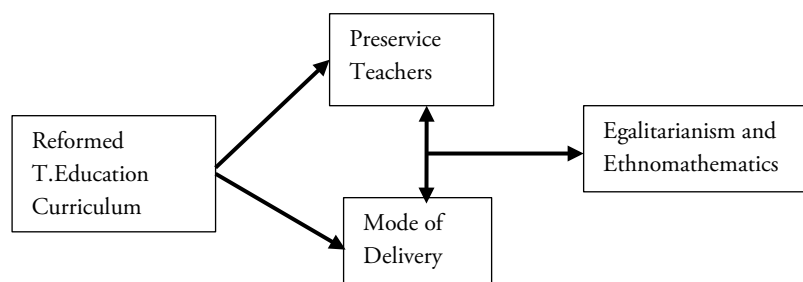 Preservice
Teachers
Reformed
T.Education
Curriculum
Egalitarianism and
Ethnomathematics
Mode of
Delivery